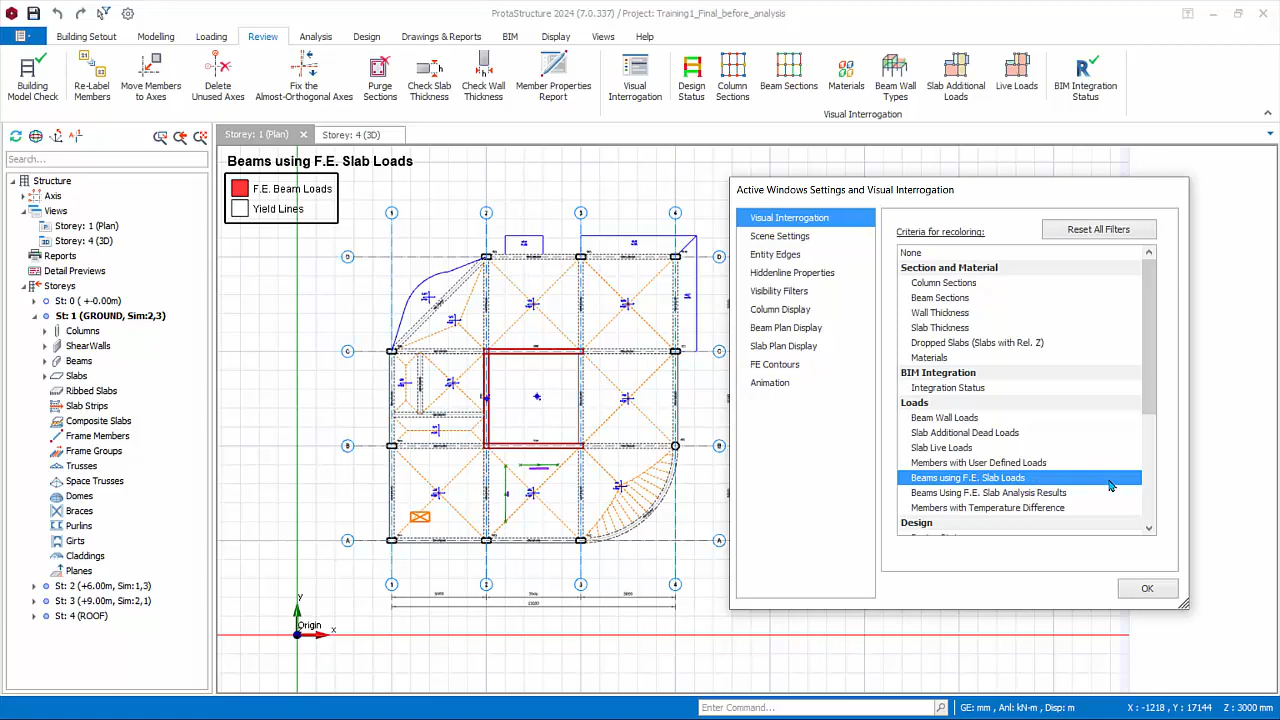 ProtaStructure 2024 (7.0.337) / Project: Training1_Final_before_analysis
Building Setout Modelling Loading Review Analysis Design Drawings & Reports BIM Display Views Help
Building Model Check
Re-Label Members
Move Members to Axes
Delete Unused Axes
Fix the Almost-Orthogonal Axes
Purge Sections
Check Slab Thickness
Check Wall Thickness
Member Properties Report
Visual Interrogation
Design Status
Column Sections
Beam Sections
Materials
Beam Wall Types
Slab Additional Loads
Live Loads
BIM Integration Status
Visual Interrogation
Storey: 1 (Plan)
Storey: 4 (3D)
Search...
Structure
Axis
Views
Storey: 1 (Plan)
Storey: 4 (3D)
Reports
Detail Previews
Storeys
St: 0 ( +-0.00m)
St: 1 (GROUND, Sim:2,3)
Columns
ShearWalls
Beams
Slabs
Ribbed Slabs
Slab Strips
Composite Slabs
Frame Members
Frame Groups
Trusses
Space Trusses
Domes
Braces
Purlins
Girts
Claddings
Planes
St: 2 (+6.00m, Sim:1,3)
St: 3 (+9.00m, Sim:2,1)
St: 4 (ROOF)
Beams using F.E. Slab Loads
F.E. Beam Loads
Yield Lines
1 2 3 4
D D
C C
B B
A A
1 2 3 4
y
Origin x
Active Windows Settings and Visual Interrogation
Visual Interrogation
Scene Settings
Entity Edges
Hiddenline Properties
Visibility Filters
Column Display
Beam Plan Display
Slab Plan Display
FE Contours
Animation
Criteria for recoloring:
Reset All Filters
None
Section and Material
Column Sections
Beam Sections
Wall Thickness
Slab Thickness
Dropped Slabs (Slabs with Rel. Z)
Materials
BIM Integration
Integration Status
Loads
Beam Wall Loads
Slab Additional Dead Loads
Slab Live Loads
Members with User Defined Loads
Beams using F.E. Slab Loads
Beams Using F.E. Slab Analysis Results
Members with Temperature Difference
Design
OK
Enter Command...
GE: mm , Anl: kN-m , Disp: m
X : -1218 , Y : 17144
Z : 3000 mm